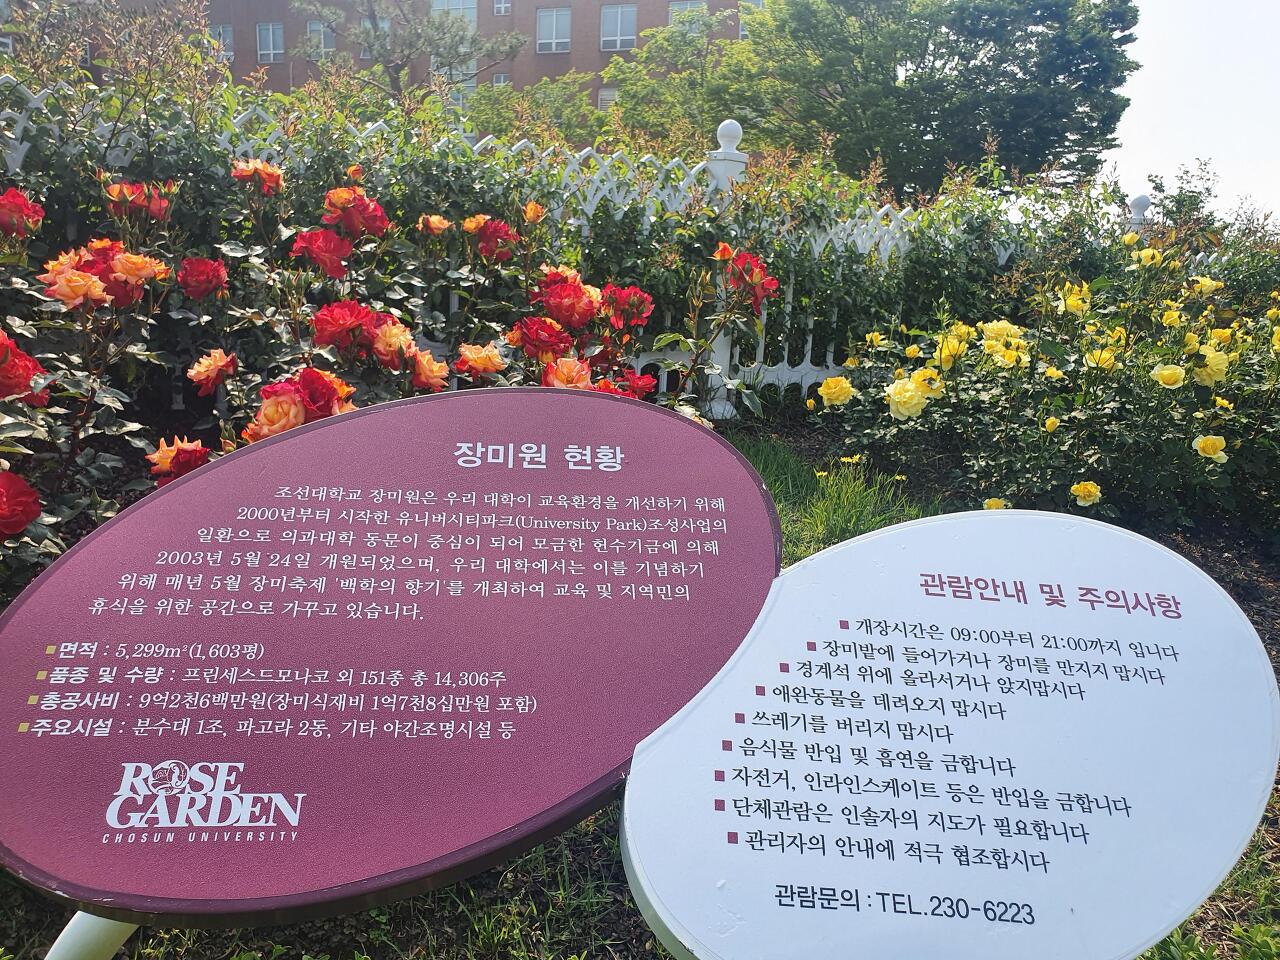 장미원 현황
조선대학교 장미원은 우리 대학이 교육환경을 개선하기 위해
2000년부터 시작한 유니버시티파크(University Park)조성사업의
일환으로 의과대학 동문이 중심이 되어 모금한 헌수기금에 의해
2003년 5월 24일 개원되었으며, 우리 대학에서는 이를 기념하기
위해 매년 5월 장미축제 '백학의 향기'를 개최하여 교육 및 지역민의
휴식을 위한 공간으로 가꾸고 있습니다.
■면적 : 5,299m²(1,603평)
■품종 및 수량 : 프린세스드모나코 외 151종 총 14,306주
■총공사비 : 9억2천6백만원(장미식재비 1억7천8십만원 포함)
■주요시설 : 분수대 1조, 파고라 2동, 기타 야간조명시설 등
ROSE
GARDEN
CHOSUN UNIVERSITY
관람안내 및 주의사항
■ 개장시간은 09:00부터 21:00까지 입니다
■ 장미밭에 들어가거나 장미를 만지지 맙시다
■ 경계석 위에 올라서거나 앉지맙시다
■ 애완동물을 데려오지 맙시다
■ 쓰레기를 버리지 맙시다
■ 음식물 반입 및 흡연을 금합니다
■ 자전거, 인라인스케이트 등은 반입을 금합니다
■ 단체관람은 인솔자의 지도가 필요합니다
■ 관리자의 안내에 적극 협조합시다
관람문의 : TEL.230-6223